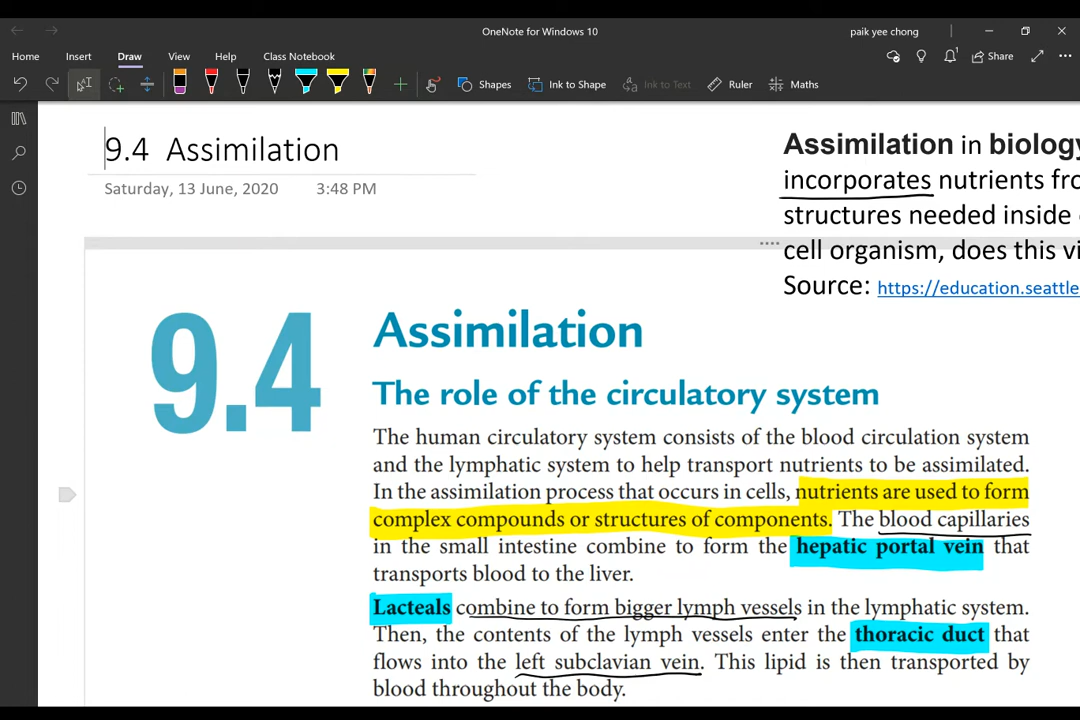 OneNote for Windows 10
paik yee chong
Home Insert Draw View Help Class Notebook
Share
Shapes Ink to Shape Ink to Text Ruler Maths
9.4 Assimilation
Saturday, 13 June, 2020 3:48 PM
Assimilation in biology
incorporates nutrients fro
structures needed inside
cell organism, does this vi
Source: https://education.seattle
9.4
Assimilation
The role of the circulatory system
The human circulatory system consists of the blood circulation system
and the lymphatic system to help transport nutrients to be assimilated.
In the assimilation process that occurs in cells, nutrients are used to form
complex compounds or structures of components. The blood capillaries
in the small intestine combine to form the hepatic portal vein that
transports blood to the liver.
Lacteals combine to form bigger lymph vessels in the lymphatic system.
Then, the contents of the lymph vessels enter the thoracic duct that
flows into the left subclavian vein. This lipid is then transported by
blood throughout the body.